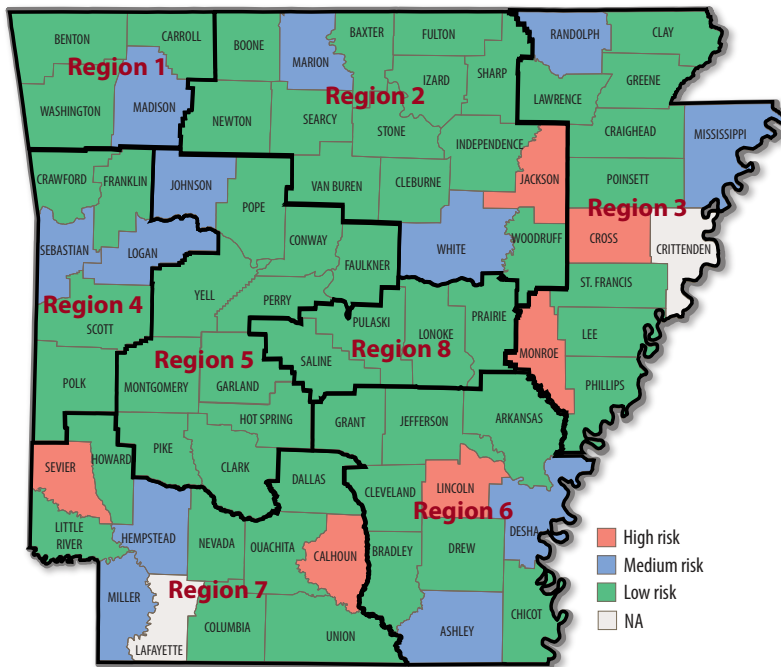 BENTON
CARROLL
BOONE
MARION
BAXTER
FULTON
RANDOLPH
CLAY
Region 1
WASHINGTON
MADISON
NEWTON
SEARCY
Region 2
IZARD
SHARP
STONE
LAWRENCE
GREENE
CRAIGHEAD
MISSISSIPPI
INDEPENDENCE
JACKSON
POINSETT
CRAWFORD
FRANKLIN
JOHNSON
POPE
VAN BUREN
CLEBURNE
Region 3
CROSS
CRITTENDEN
SEBASTIAN
LOGAN
CONWAY
FAULKNER
WHITE
WOODRUFF
ST. FRANCIS
Region 4
SCOTT
YELL
PERRY
PULASKI
LONOKE
PRAIRIE
MONROE
LEE
SALINE
Region 8
Region 5
POLK
MONTGOMERY
GARLAND
PHILLIPS
HOT SPRING
GRANT
JEFFERSON
ARKANSAS
SEVIER
HOWARD
PIKE
CLARK
DALLAS
CLEVELAND
LINCOLN
Region 6
DESHA
LITTLE
RIVER
HEMPSTEAD
NEVADA
OUACHITA
CALHOUN
BRADLEY
DREW
Region 7
MILLER
LAFAYETTE
COLUMBIA
UNION
ASHLEY
CHICOT
High risk
Medium risk
Low risk
NA